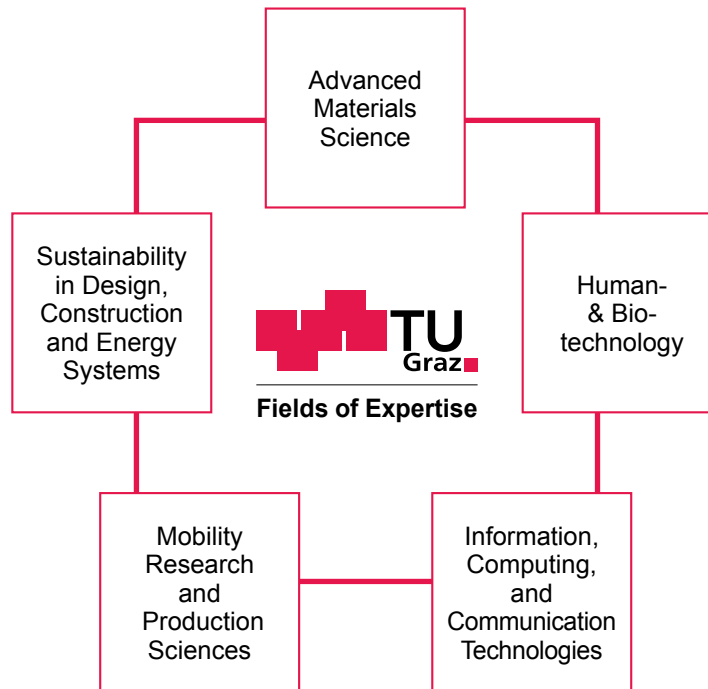 Advanced
Materials
Science
Sustainability
in Design,
Construction
and Energy
Systems
TU
Graz
Fields of Expertise
Human-
& Bio-
technology
Mobility
Research
and
Production
Sciences
Information,
Computing,
and
Communication
Technologies